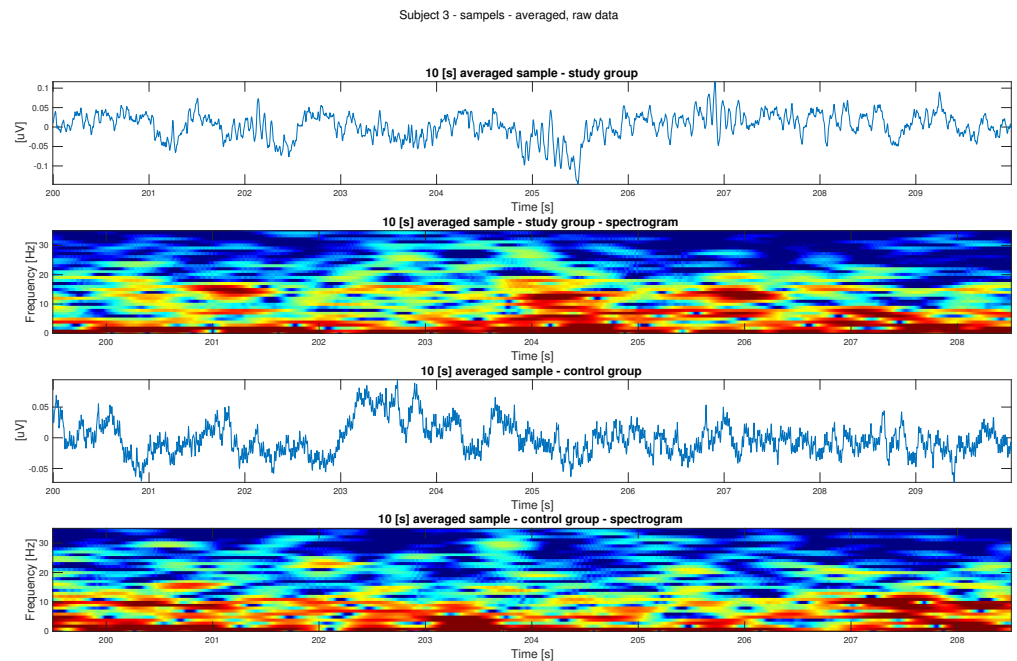 Subject 3 - sampels - averaged, raw data
10 [s] averaged sample - study group
[uV]
0.1
0.05
0
-0.05
-0.1
200 201 202 203 204 205 206 207 208 209
Time [s]
10 [s] averaged sample - study group - spectrogram
Frequency [Hz]
30
20
10
0
200 201 202 203 204 205 206 207 208
Time [s]
10 [s] averaged sample - control group
[uV]
0.05
0
-0.05
200 201 202 203 204 205 206 207 208 209
Time [s]
10 [s] averaged sample - control group - spectrogram
Frequency [Hz]
30
20
10
0
200 201 202 203 204 205 206 207 208
Time [s]